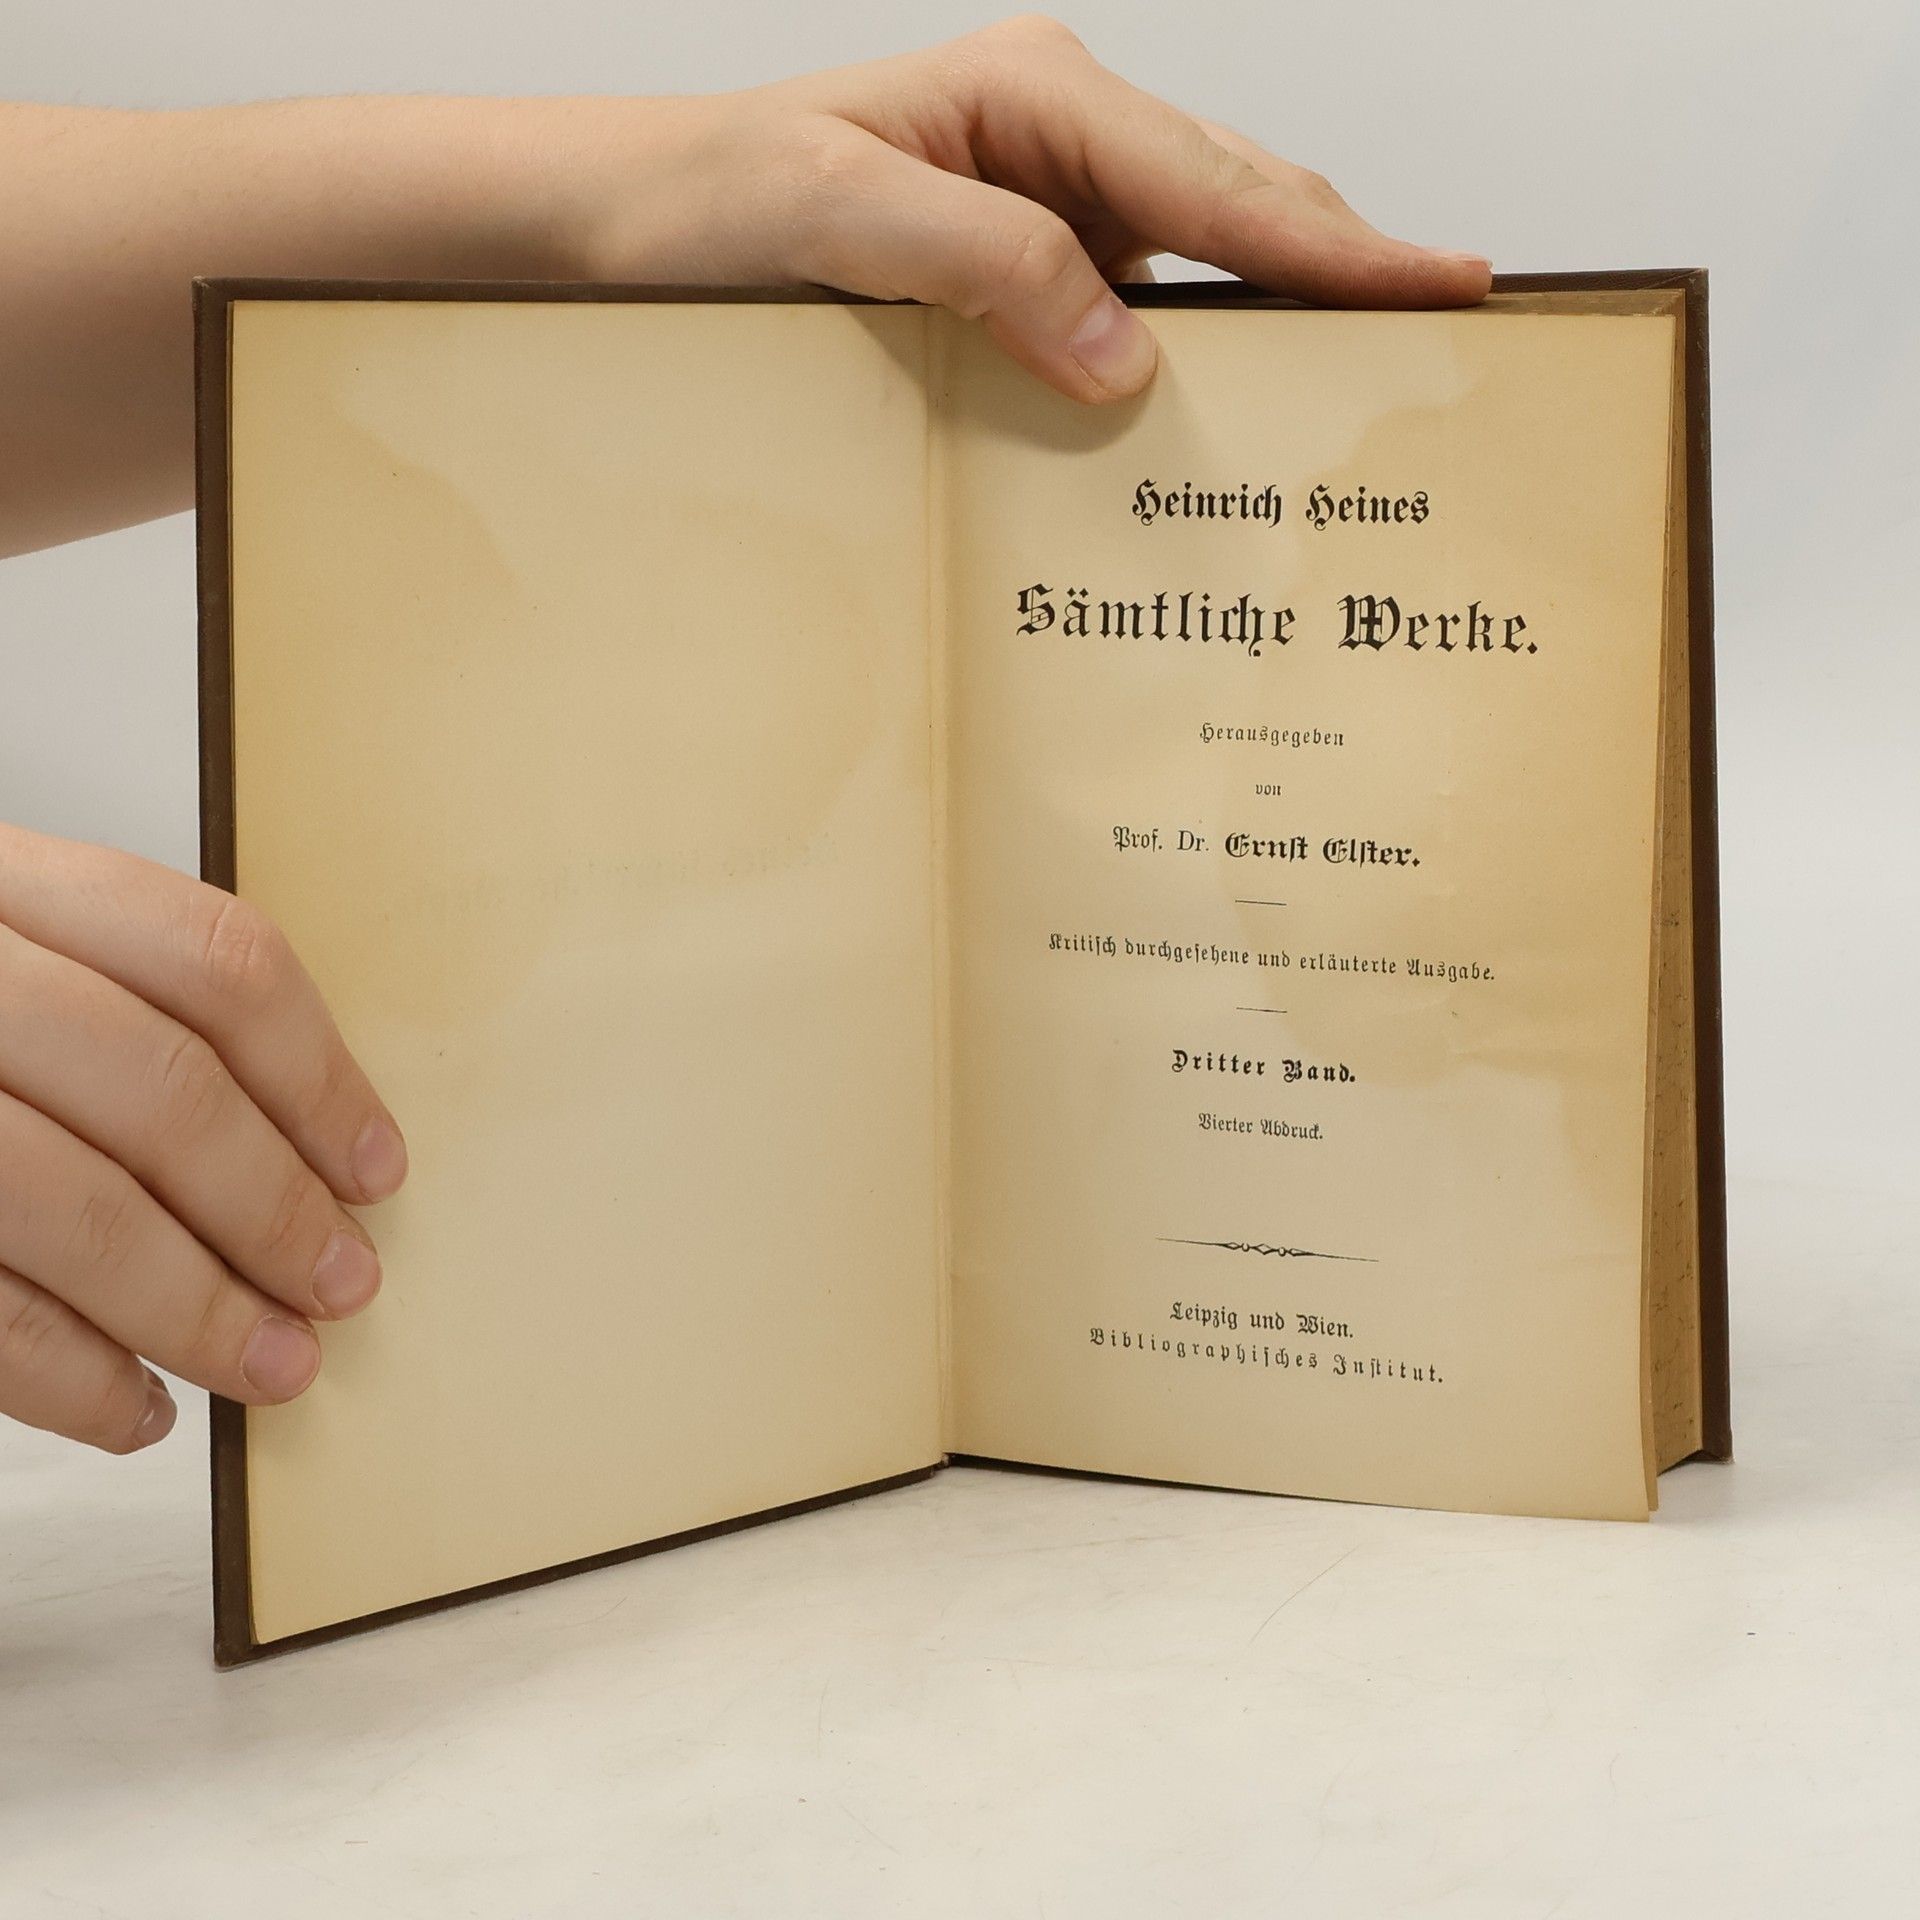 Heinrich Heines
Sämtliche Werke.
Herausgegeben
von
Prof. Dr. Ernſt Elſter.
Kritiſch durchgeſehene und erläuterte Ausgabe.
Dritter Band.
Vierter Abdruck.
Leipzig und Wien.
Bibliographiſches Inſtitut.